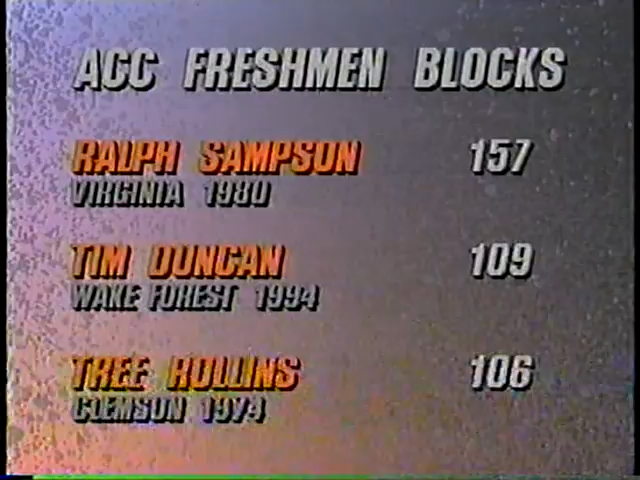 ACC FRESHMEN BLOCKS
RALPH SAMPSON 157
VIRGINIA 1980
TIM DUNCAN 109
WAKE FOREST 1994
TREE ROLLINS 106
CLEMSON 1974